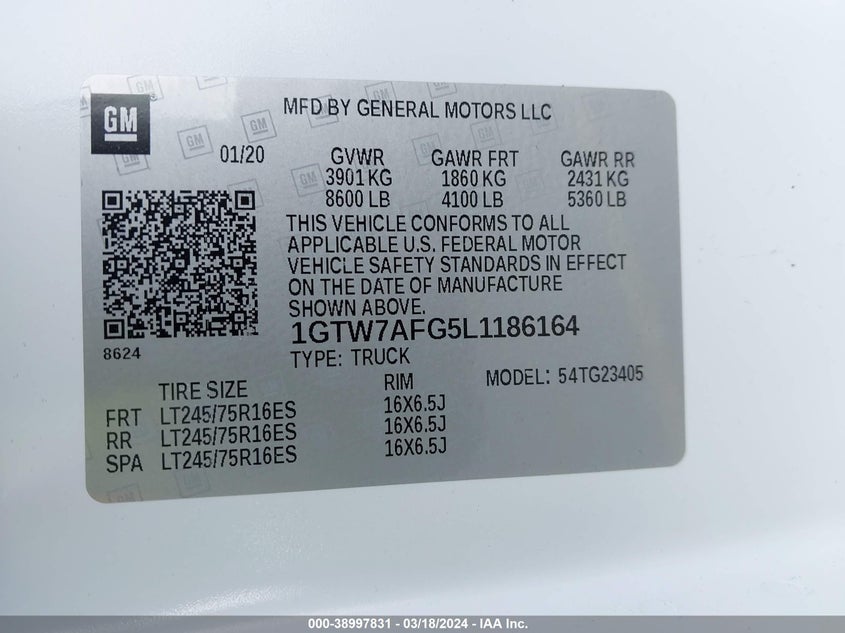 GM
MFD BY GENERAL MOTORS LLC
01/20 GVWR GAWR FRT GAWR RR
3901 KG 1860 KG 2431 KG
8600 LB 4100 LB 5360 LB
THIS VEHICLE CONFORMS TO ALL
APPLICABLE U.S. FEDERAL MOTOR
VEHICLE SAFETY STANDARDS IN EFFECT
ON THE DATE OF MANUFACTURE
SHOWN ABOVE.
8624
1GTW7AFG5L1186164
TYPE: TRUCK
MODEL: 54TG23405
TIRE SIZE RIM
FRT LT245/75R16ES 16X6.5J
RR LT245/75R16ES 16X6.5J
SPA LT245/75R16ES 16X6.5J
000-38997831 - 03/18/2024 - IAA Inc.